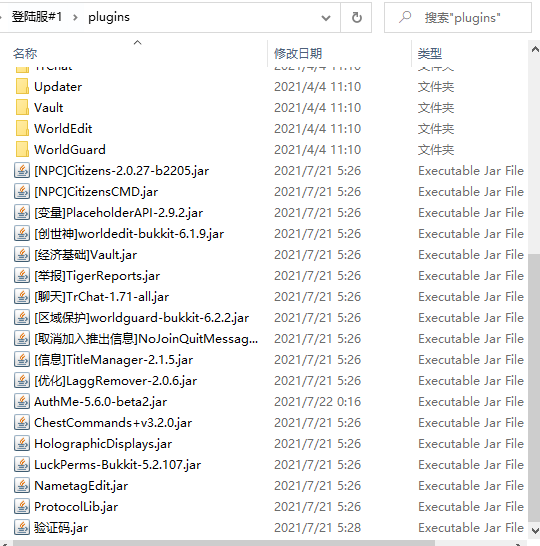 登陆服#1 > plugins
搜索"plugins"
名称 修改日期 类型
TrChat 2021/4/4 11:10 文件夹
Updater 2021/4/4 11:10 文件夹
Vault 2021/4/4 11:10 文件夹
WorldEdit 2021/4/4 11:10 文件夹
WorldGuard 2021/4/4 11:10 文件夹
[NPC]Citizens-2.0.27-b2205.jar 2021/7/21 5:26 Executable Jar File
[NPC]CitizensCMD.jar 2021/7/21 5:26 Executable Jar File
[变量]PlaceholderAPI-2.9.2.jar 2021/7/21 5:26 Executable Jar File
[创世神]worldedit-bukkit-6.1.9.jar 2021/7/21 5:26 Executable Jar File
[经济基础]Vault.jar 2021/7/21 5:26 Executable Jar File
[举报]TigerReports.jar 2021/7/21 5:26 Executable Jar File
[聊天]TrChat-1.71-all.jar 2021/7/21 5:26 Executable Jar File
[区域保护]worldguard-bukkit-6.2.2.jar 2021/7/21 5:26 Executable Jar File
[取消加入推出信息]NoJoinQuitMessag... 2021/7/21 5:26 Executable Jar File
[信息]TitleManager-2.1.5.jar 2021/7/21 5:26 Executable Jar File
[优化]LaggRemover-2.0.6.jar 2021/7/21 5:26 Executable Jar File
AuthMe-5.6.0-beta2.jar 2021/7/22 0:16 Executable Jar File
ChestCommands+v3.2.0.jar 2021/7/21 5:26 Executable Jar File
HolographicDisplays.jar 2021/7/21 5:26 Executable Jar File
LuckPerms-Bukkit-5.2.107.jar 2021/7/21 5:26 Executable Jar File
NametagEdit.jar 2021/7/21 5:26 Executable Jar File
ProtocolLib.jar 2021/7/21 5:26 Executable Jar File
验证码.jar 2021/7/21 5:28 Executable Jar File